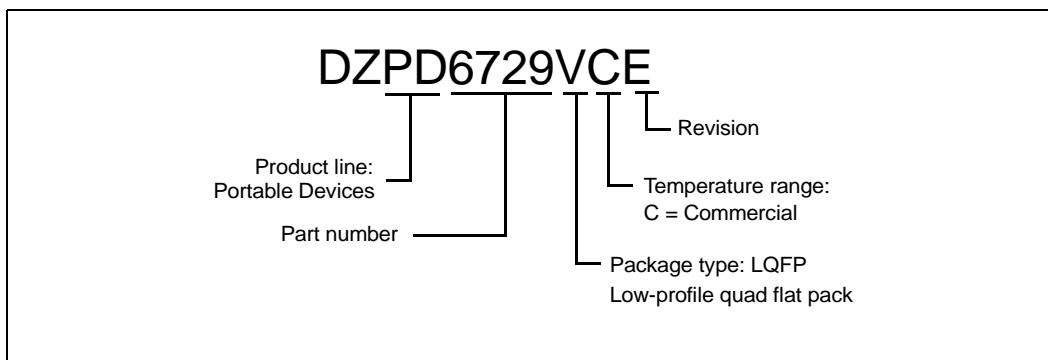 DZPD6729VCE
Revision
Product line:
Portable Devices
Temperature range:
C = Commercial
Part number
Package type: LQFP
Low-profile quad flat pack